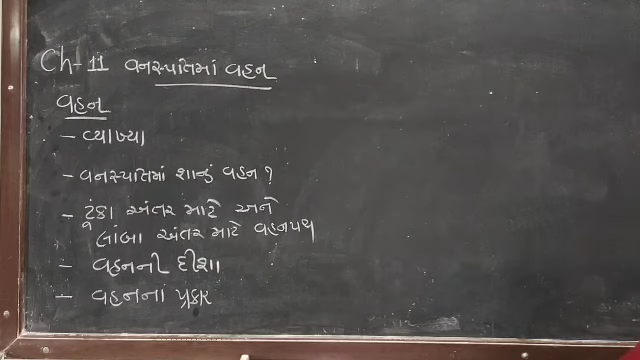 Ch-11 વનસ્પતિમાં વહન
વહન
- વ્યાખ્યા
- વનસ્પતિમાં શાનું વહન ?
- ટૂંકા અંતર માટે અને
લાંબા અંતર માટે વહનપથ
- વહનની દીશા
- વહનના પ્રકાર